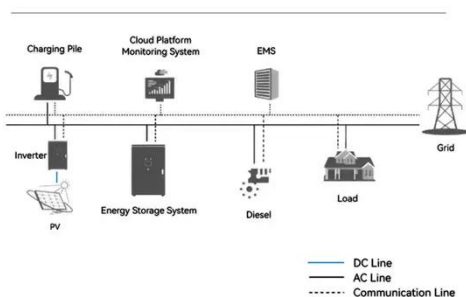 Charging Pile
Cloud Platform
Monitoring System
EMS
Grid
Inverter
PV
Energy Storage System
Diesel
Load
DC Line
AC Line
Communication Line